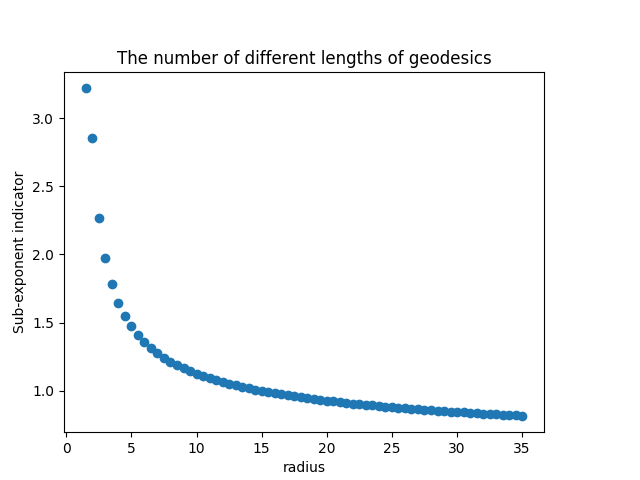 The number of different lengths of geodesics
3.0
2.5
2.0
1.5
1.0
Sub-exponent indicator
0 5 10 15 20 25 30 35
radius